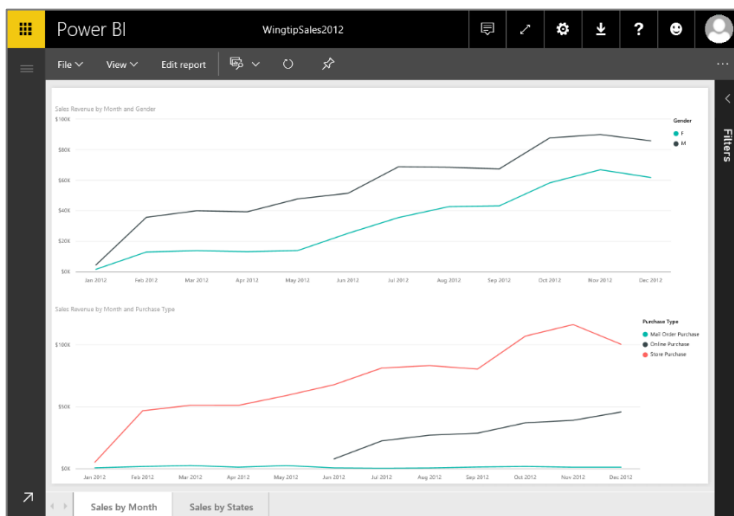 Power BI
WingtipSales2012
?
File
View
Edit report
...
Filters
Sales Revenue by Month and Gender
$100K
$80K
$60K
$40K
$20K
$0K
Jan 2012 Feb 2012 Mar 2012 Apr 2012 May 2012 Jun 2012 Jul 2012 Aug 2012 Sep 2012 Oct 2012 Nov 2012 Dec 2012
Gender
F
M
Sales Revenue by Month and Purchase Type
$100K
$50K
$0K
Jan 2012 Feb 2012 Mar 2012 Apr 2012 May 2012 Jun 2012 Jul 2012 Aug 2012 Sep 2012 Oct 2012 Nov 2012 Dec 2012
Purchase Type
Mail Order Purchase
Online Purchase
Store Purchase
Sales by Month
Sales by States